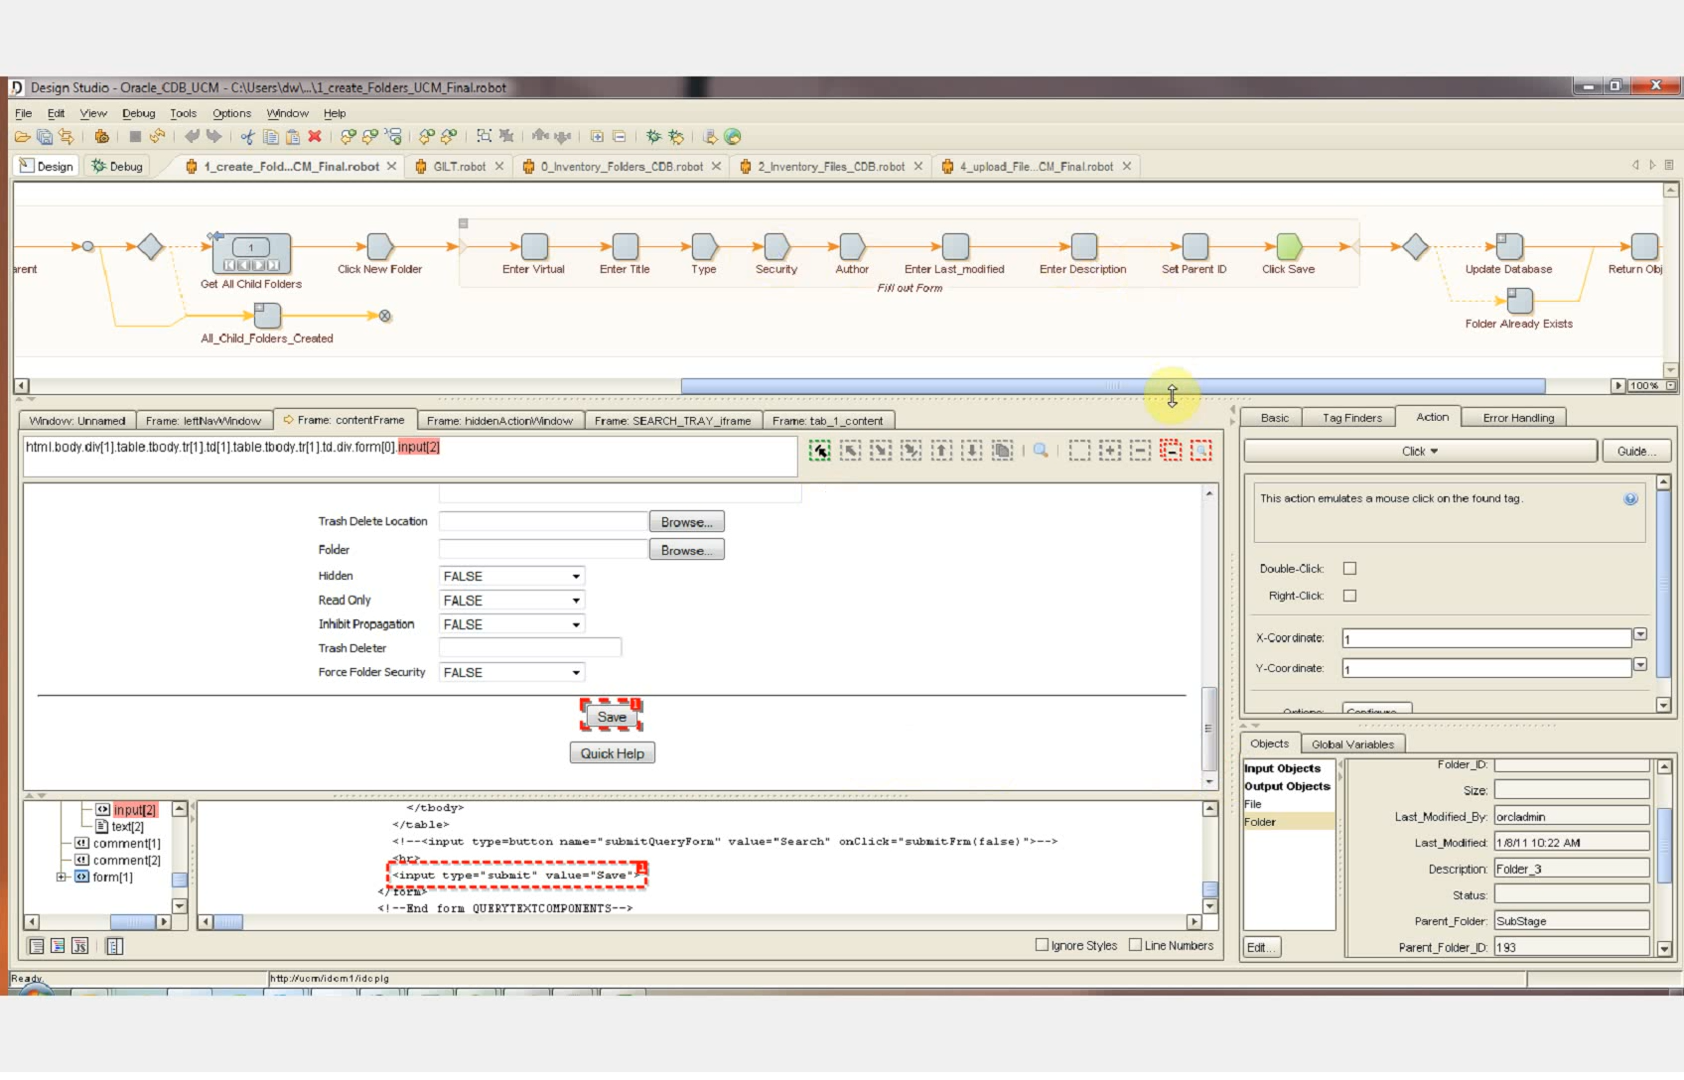 Design Studio - Oracle_CDB_UCM - C:\Users\dw\...\1_create_Folders_UCM_Final.robot
File Edit View Debug Tools Options Window Help
Design Debug 1_create_Fold...CM_Final.robot GILT.robot 0_Inventory_Folders_CDB.robot 2_Inventory_Files_CDB.robot 4_upload_File...CM_Final.robot
1
arent Get All Child Folders Click New Folder Enter Virtual Enter Title Type Security Author Enter Last_modified Enter Description Set Parent ID Click Save Update Database Return Obj
Fill out Form
All_Child_Folders_Created Folder Already Exists
100%
Window: Unnamed Frame: leftNavWindow Frame: contentFrame Frame: hiddenActionWindow Frame: SEARCH_TRAY_iframe Frame: tab_1_content
html.body.div[1].table.tbody.tr[1].td[1].table.tbody.tr[1].td.div.form[0].input[2]
Trash Delete Location Browse...
Folder Browse...
Hidden FALSE
Read Only FALSE
Inhibit Propagation FALSE
Trash Deleter
Force Folder Security FALSE
Save 1
Quick Help
input[2]
text[2]
comment[1]
comment[2]
form[1]
</tbody>
</table>
<!--<input type=button name="submitQueryForm" value="Search" onClick="submitFrm(false)">-->
<hr>
<input type="submit" value="Save">
</form>
<!--End form QUERYTEXTCOMPONENTS-->
Ignore Styles Line Numbers
Basic Tag Finders Action Error Handling
Click Guide...
This action emulates a mouse click on the found tag.
Double-Click:
Right-Click:
X-Coordinate: 1
Y-Coordinate: 1
Options: Configure...
Objects Global Variables
Input Objects
Output Objects
File
Folder
Edit...
Folder_ID:
Size:
Last_Modified_By: orcladmin
Last_Modified: 1/8/11 10:22 AM
Description: Folder_3
Status:
Parent_Folder: SubStage
Parent_Folder_ID: 193
Ready. http://ucm/idcm1/idcplg